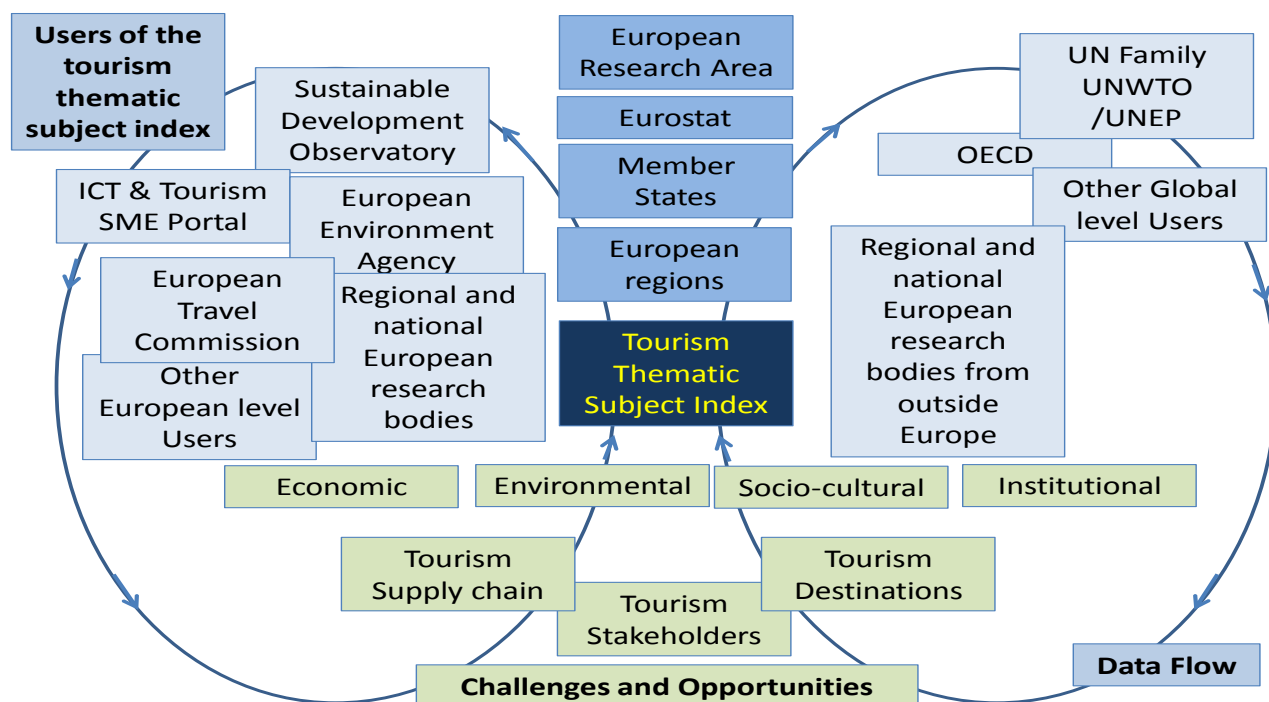 Users of the
tourism
thematic
subject index
Sustainable
Development
Observatory
ICT & Tourism
SME Portal
European
Environment
Agency
European
Travel
Commission
Regional and
national
European
research
bodies
Other
European level
Users
European
Research Area
Eurostat
Member
States
European
regions
Tourism
Thematic
Subject Index
UN Family
UNWTO
/UNEP
OECD
Other Global
level Users
Regional and
national
European
research
bodies from
outside
Europe
Economic
Environmental
Socio-cultural
Institutional
Tourism
Supply chain
Tourism
Stakeholders
Tourism
Destinations
Challenges and Opportunities
Data Flow